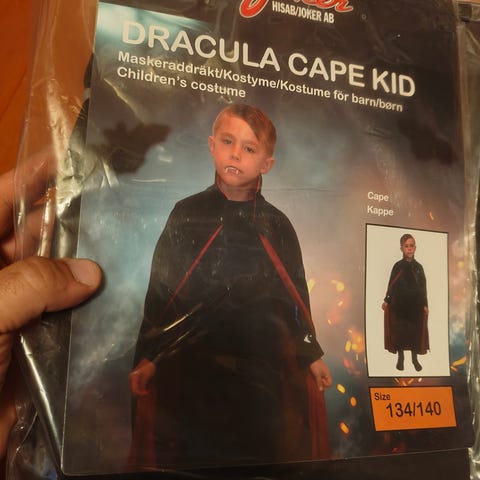 Joker
HISAB/JOKER AB
DRACULA CAPE KID
Maskeraddräkt/Kostyme/Kostume för barn/børn
Children's costume
Cape
Kappe
Size
134/140